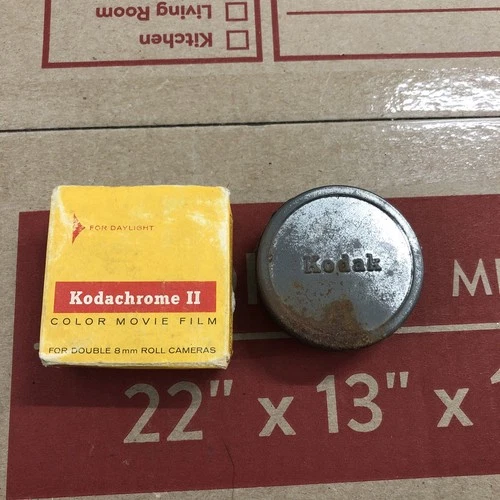 Kitchen
Living Room
FOR DAYLIGHT
Kodachrome II
COLOR MOVIE FILM
FOR DOUBLE 8mm ROLL CAMERAS
Kodak
22" x 13" x